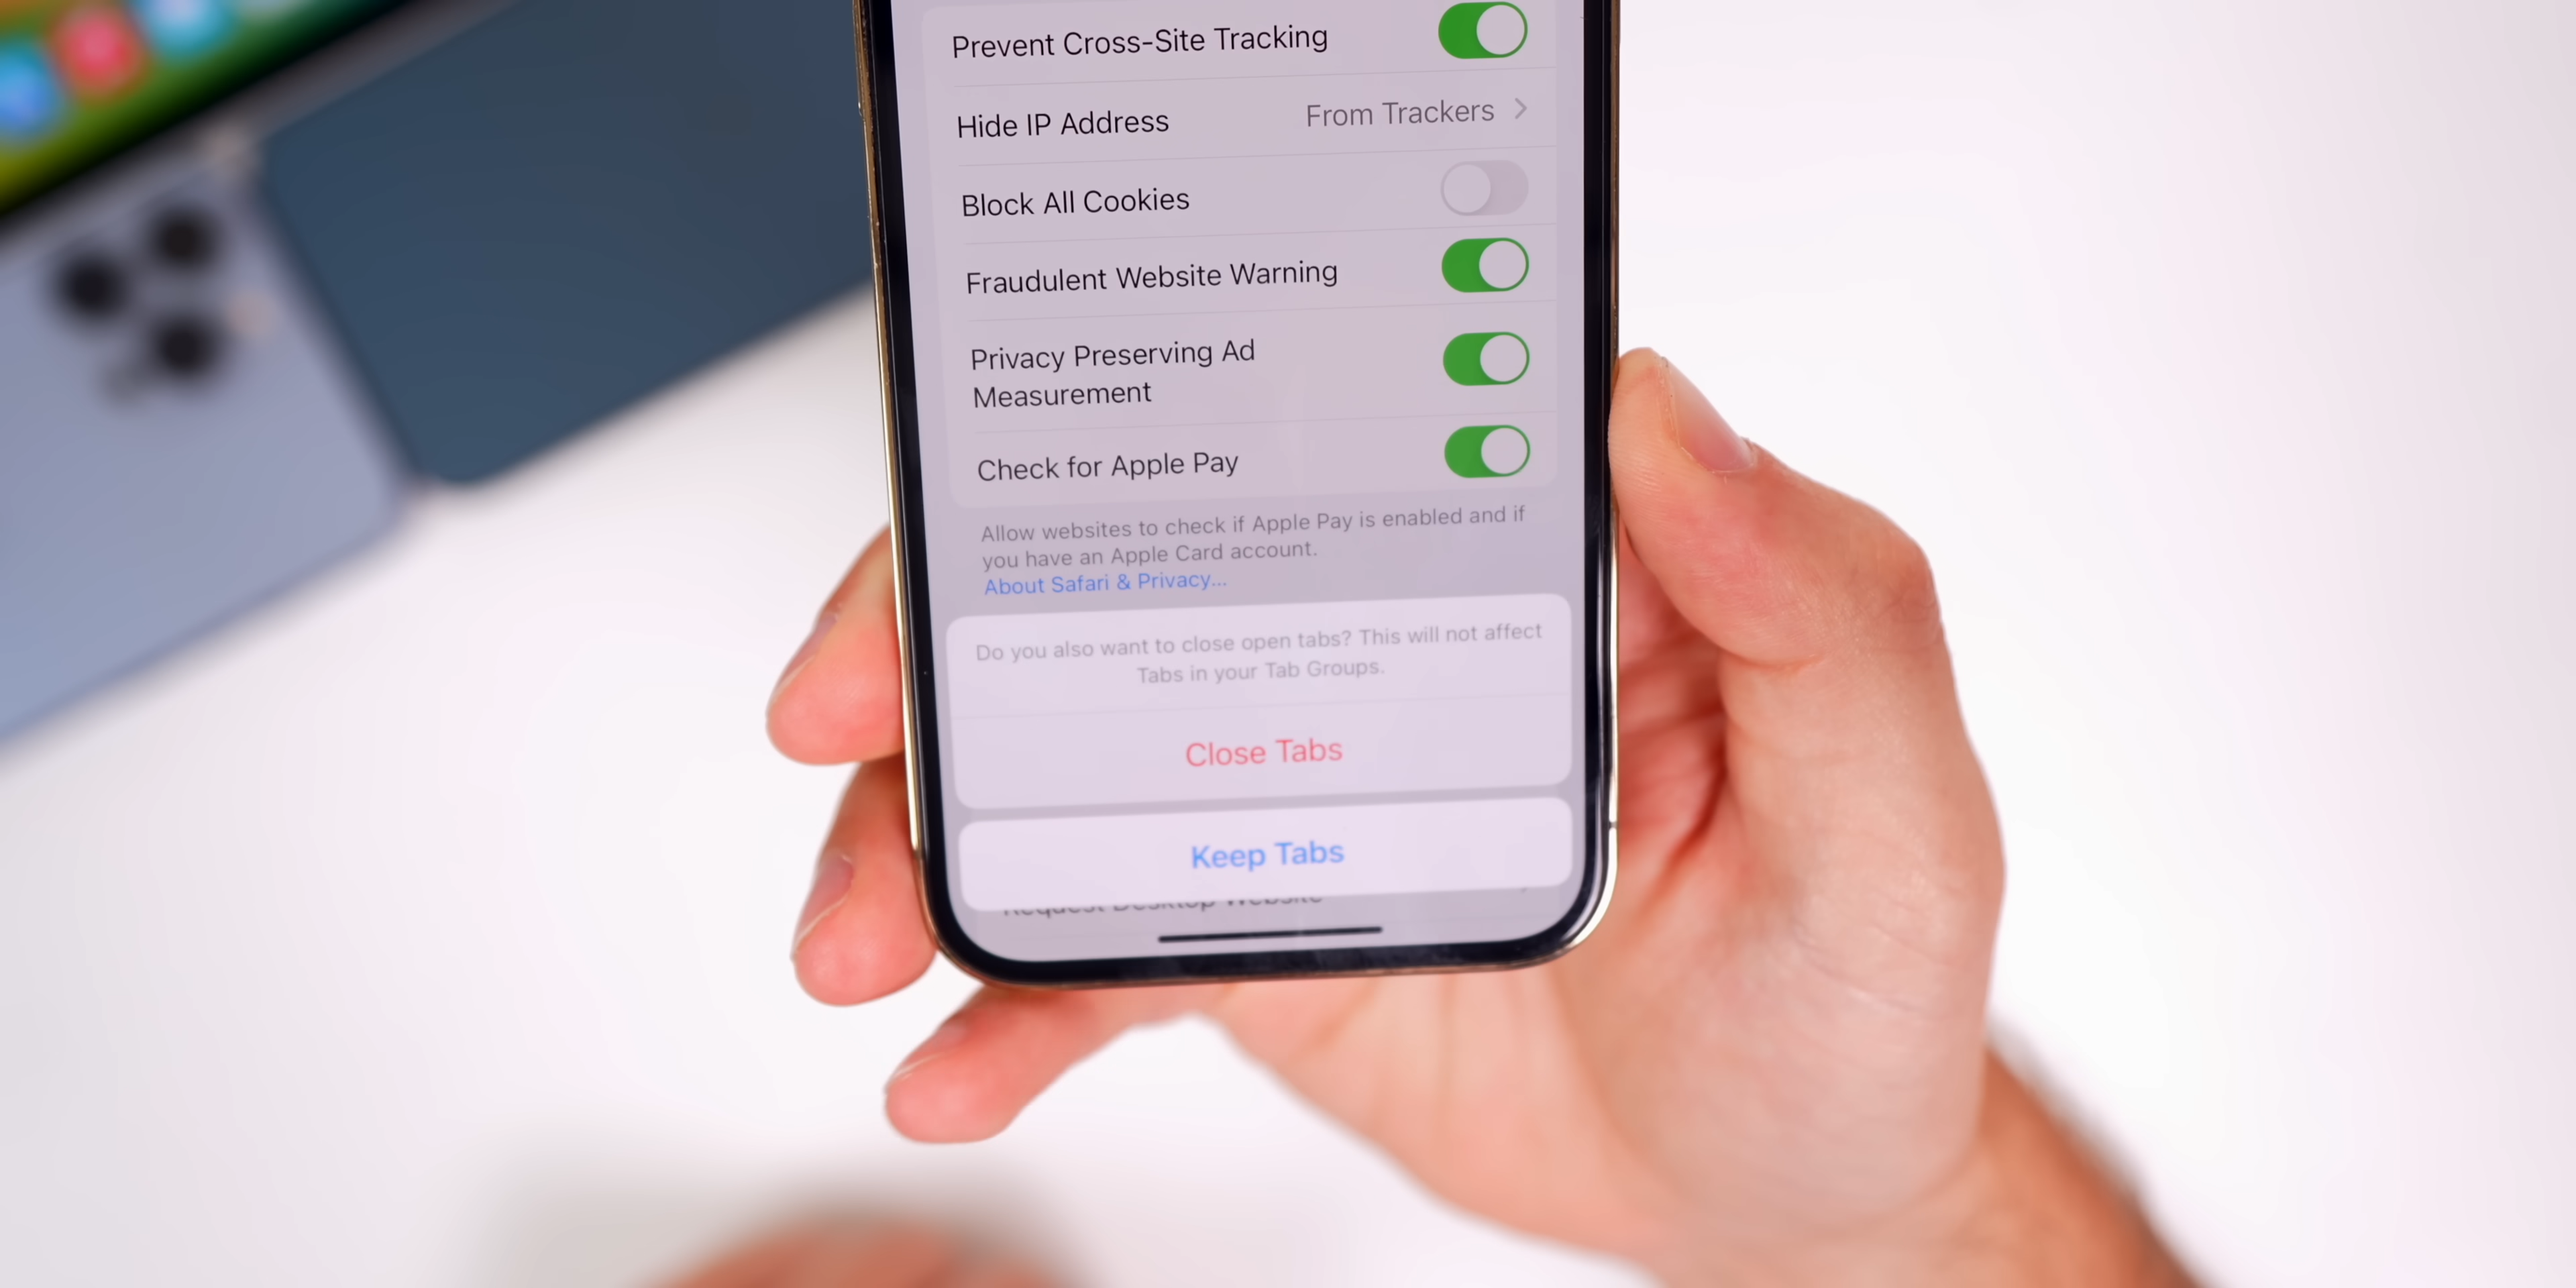 Prevent Cross-Site Tracking
Hide IP Address From Trackers
Block All Cookies
Fraudulent Website Warning
Privacy Preserving Ad
Measurement
Check for Apple Pay
Allow websites to check if Apple Pay is enabled and if
you have an Apple Card account.
About Safari & Privacy...
Do you also want to close open tabs? This will not affect
Tabs in your Tab Groups.
Close Tabs
Keep Tabs
Request Desktop Website